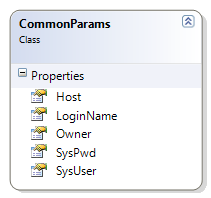 CommonParams
Class
Properties
Host
LoginName
Owner
SysPwd
SysUser